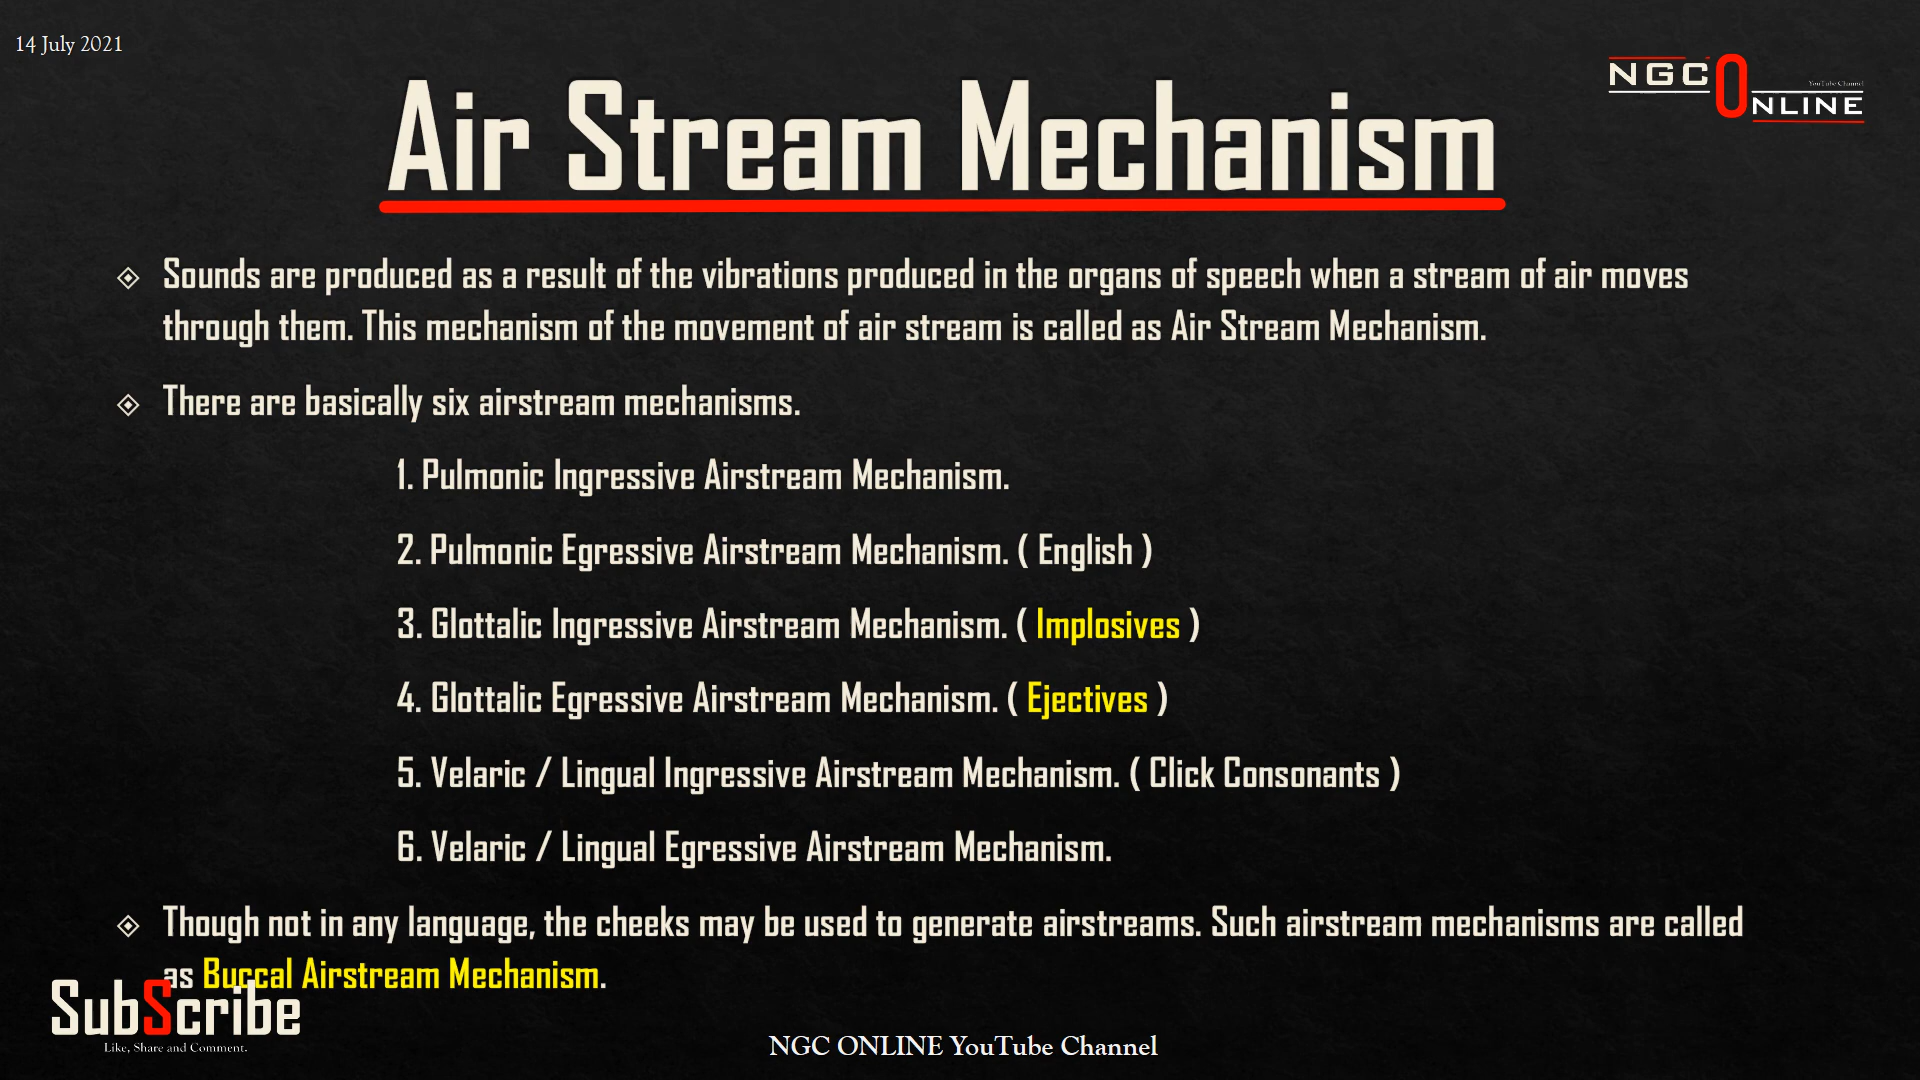 14 July 2021
NGC ONLINE
YouTube Channel
Air Stream Mechanism
Sounds are produced as a result of the vibrations produced in the organs of speech when a stream of air moves
through them. This mechanism of the movement of air stream is called as Air Stream Mechanism.
There are basically six airstream mechanisms.
1. Pulmonic Ingressive Airstream Mechanism.
2. Pulmonic Egressive Airstream Mechanism. ( English )
3. Glottalic Ingressive Airstream Mechanism. ( Implosives )
4. Glottalic Egressive Airstream Mechanism. ( Ejectives )
5. Velaric / Lingual Ingressive Airstream Mechanism. ( Click Consonants )
6. Velaric / Lingual Egressive Airstream Mechanism.
Though not in any language, the cheeks may be used to generate airstreams. Such airstream mechanisms are called
as Buccal Airstream Mechanism.
SubScribe
Like, Share and Comment.
NGC ONLINE YouTube Channel